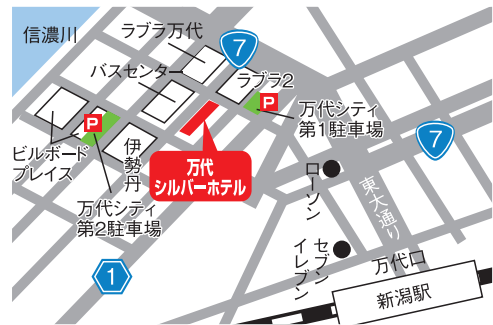 信濃川
ラブラ万代
7
バスセンター
ラブラ2
P
万代シティ
第1駐車場
P
ビルボード
プレイス
伊勢丹
万代
シルバーホテル
7
ローソン
東大通り
万代シティ
第2駐車場
セブン
イレブン
1
万代口
新潟駅